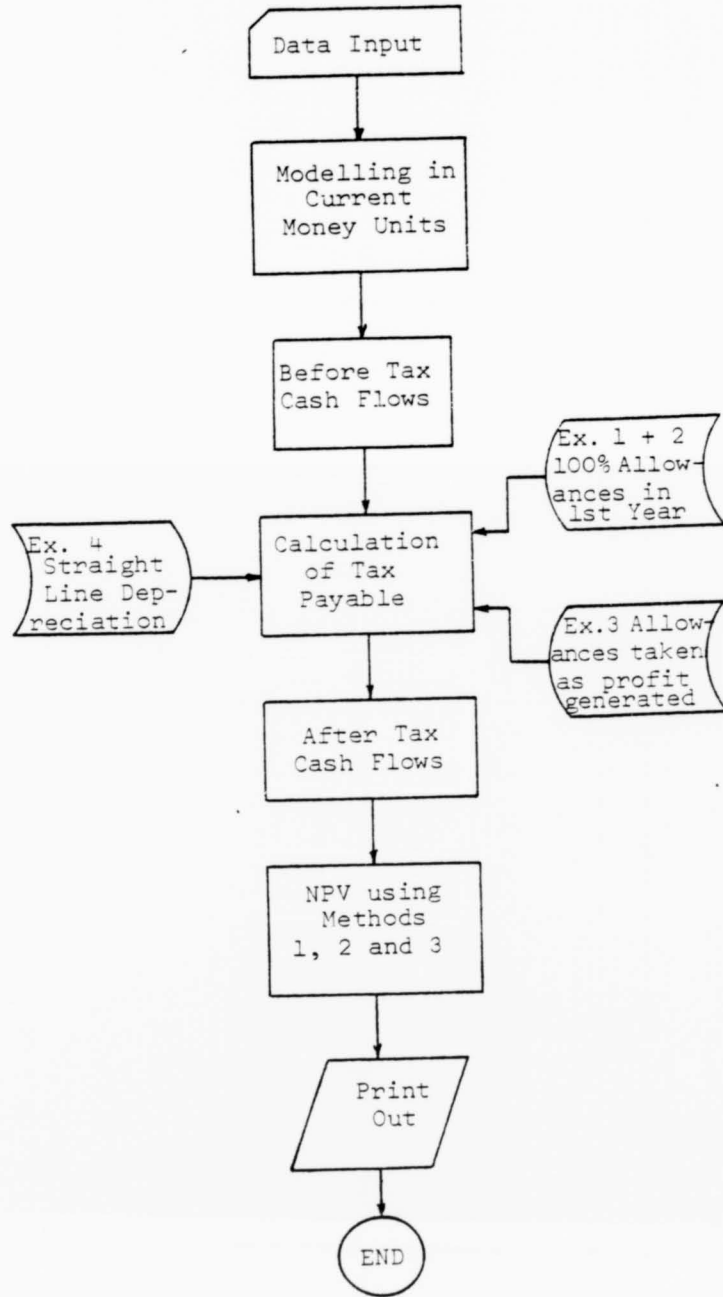 Data Input
Modelling in
Current
Money Units
Before Tax
Cash Flows
Ex. 1 + 2
100% Allow-
ances in
1st Year
Ex. 4
Straight
Line Dep-
reciation
Calculation
of Tax
Payable
Ex.3 Allow-
ances taken
as profit
generated
After Tax
Cash Flows
NPV using
Methods
1, 2 and 3
Print
Out
END